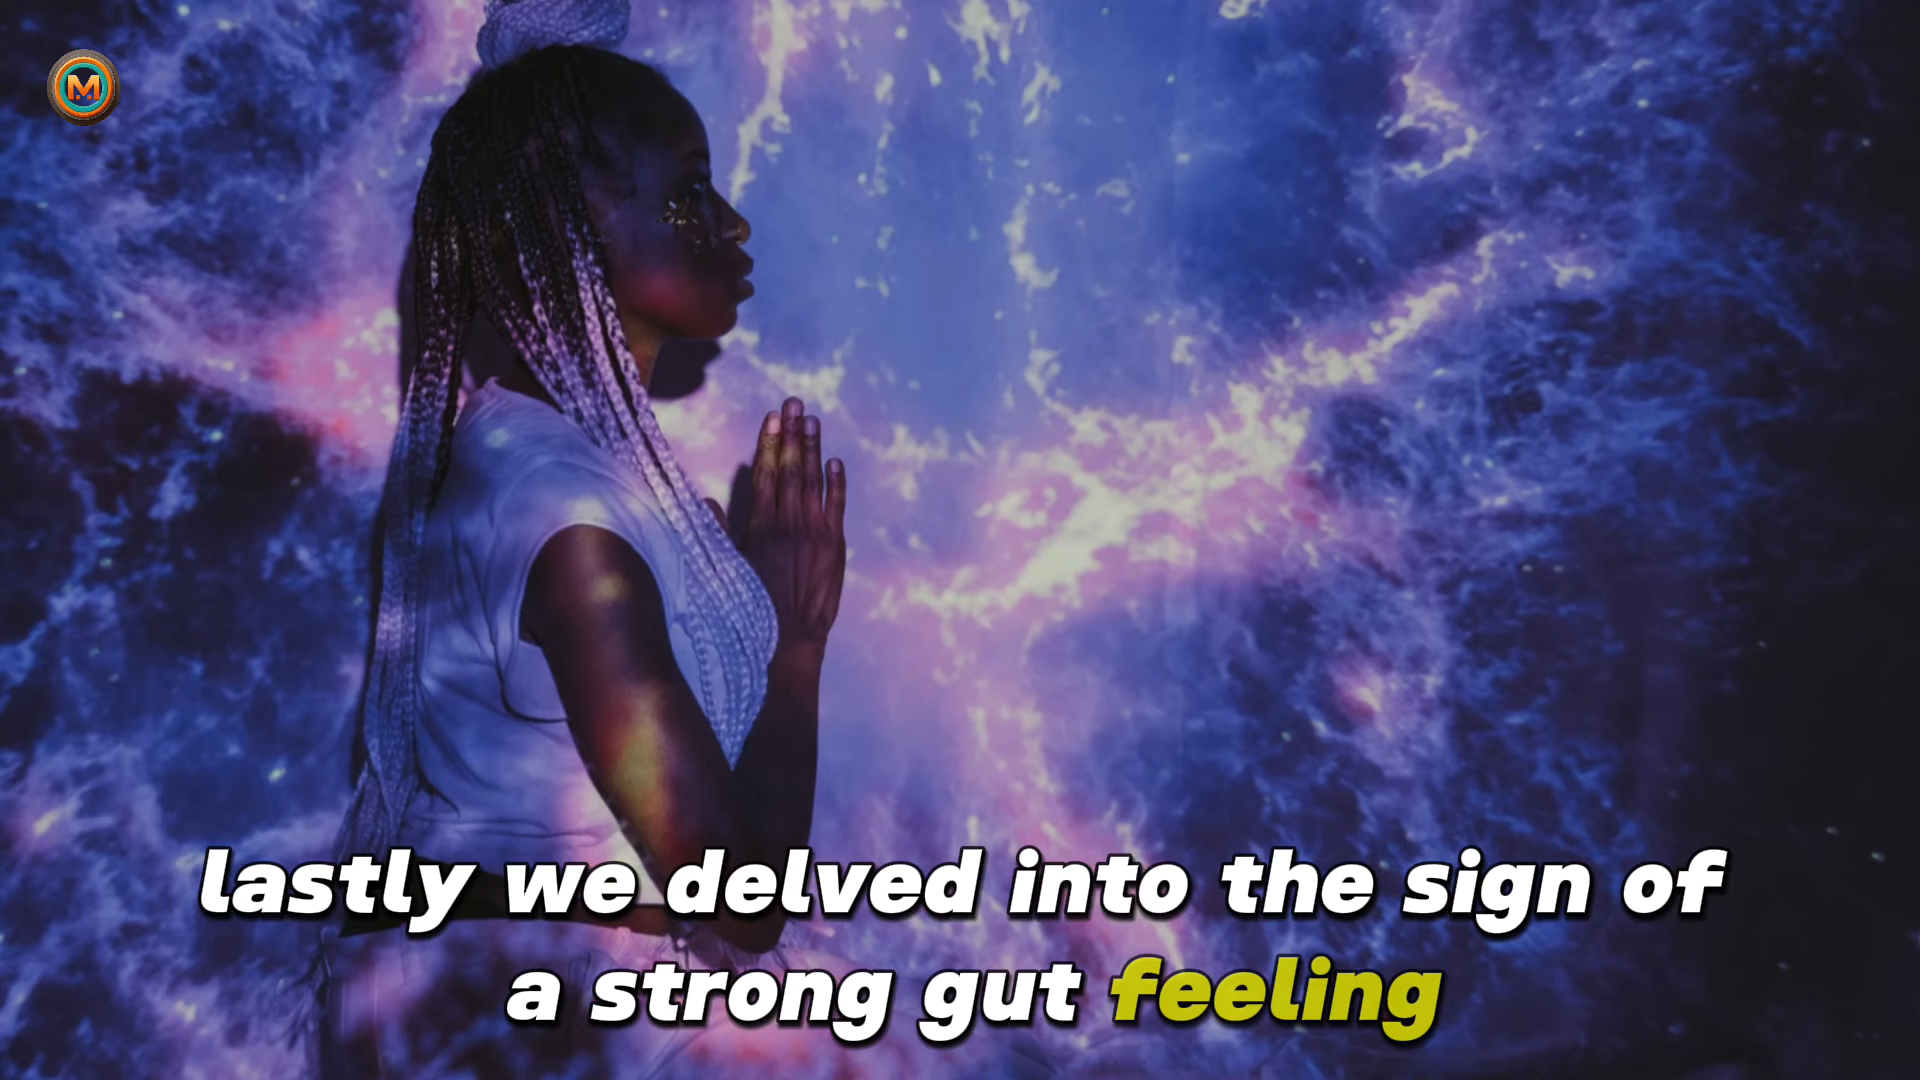 M
lastly we delved into the sign of
a strong gut feeling